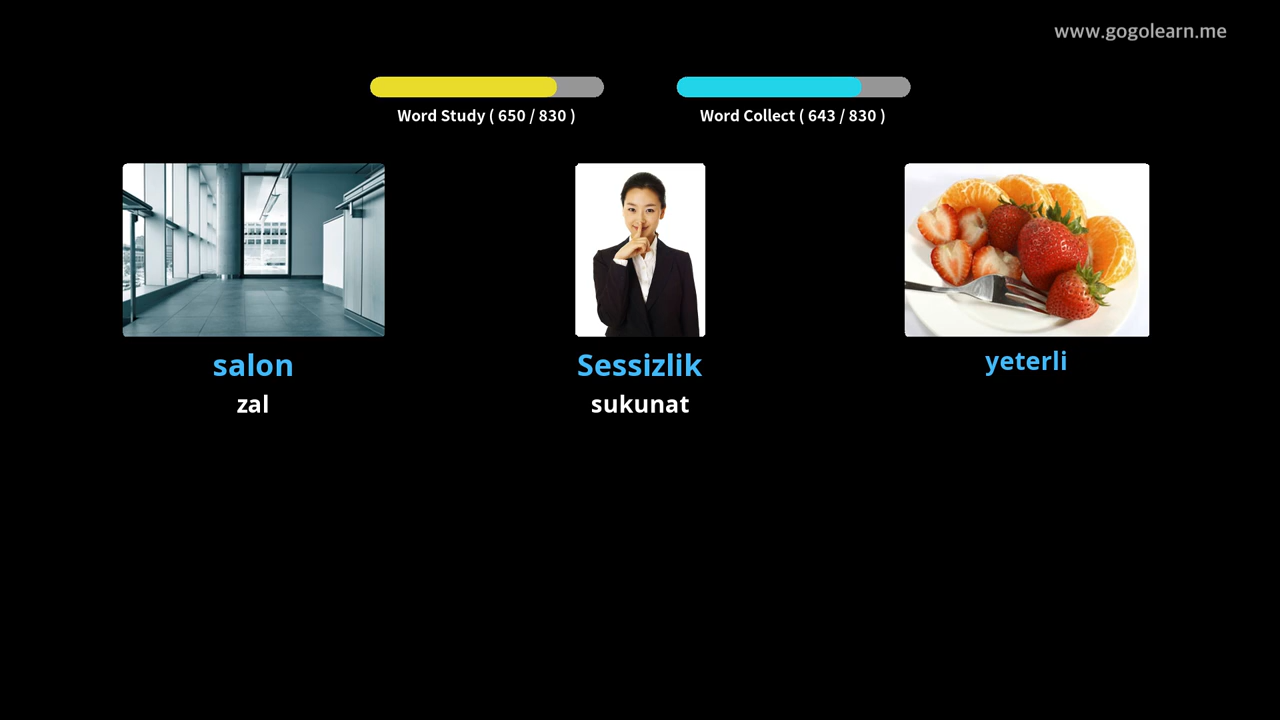 www.gogolearn.me
Word Study ( 650 / 830 )
Word Collect ( 643 / 830 )
salon
zal
Sessizlik
sukunat
yeterli